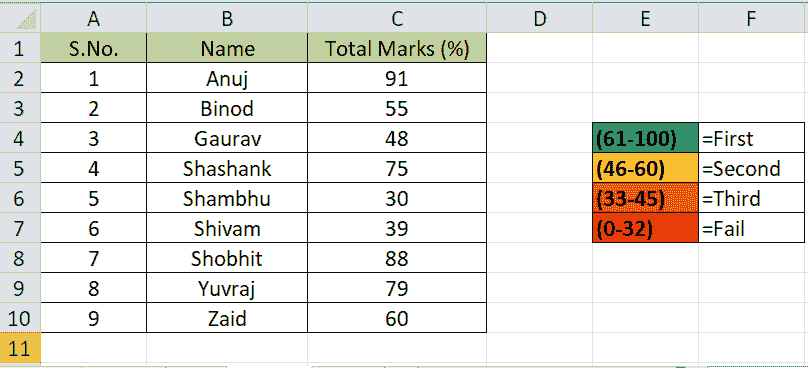 A B C D E F
1 S.No. Name Total Marks (%)
2 1 Anuj 91
3 2 Binod 55
4 3 Gaurav 48 (61-100) =First
5 4 Shashank 75 (46-60) =Second
6 5 Shambhu 30 (33-45) =Third
7 6 Shivam 39 (0-32) =Fail
8 7 Shobhit 88
9 8 Yuvraj 79
10 9 Zaid 60
11